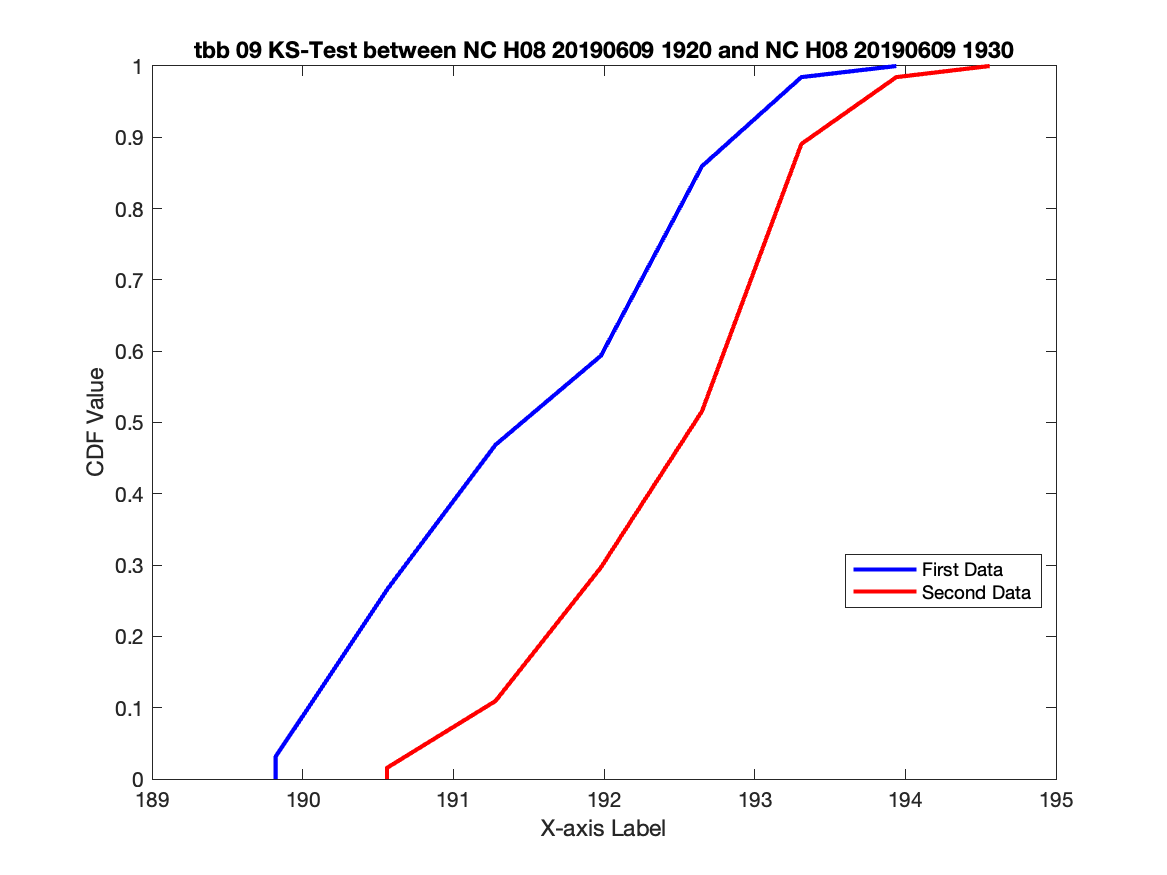 tbb 09 KS-Test between NC H08 20190609 1920 and NC H08 20190609 1930
1
0.9
0.8
0.7
0.6
0.5
0.4
0.3
0.2
0.1
0
CDF Value
First Data
Second Data
189 190 191 192 193 194 195
X-axis Label